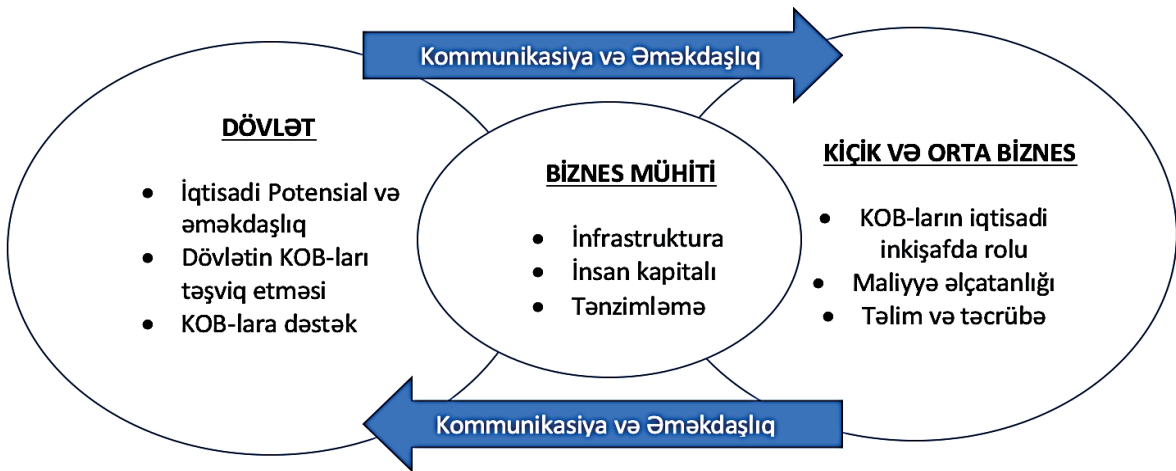 Kommunikasiya və Əməkdaşlıq
DÖVLƏT
• İqtisadi Potensial və
əməkdaşlıq
• Dövlətin KOB-ları
təşviq etməsi
• KOB-lara dəstək
BİZNES MÜHİTİ
• İnfrastruktura
• İnsan kapitalı
• Tənzimləmə
KİÇİK VƏ ORTA BİZNES
• KOB-ların iqtisadi
inkişafda rolu
• Maliyyə əlçatanlığı
• Təlim və təcrübə
Kommunikasiya və Əməkdaşlıq